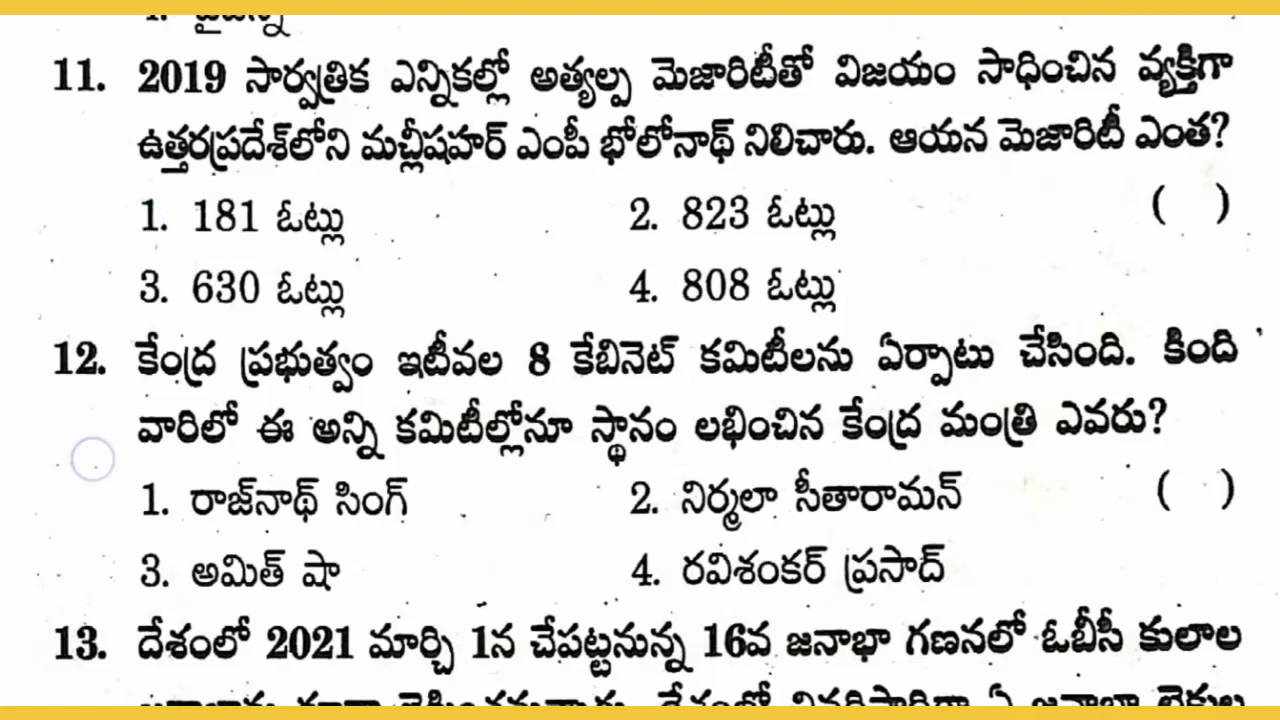 11. 2019 సార్వత్రిక ఎన్నికల్లో అత్యల్ప మెజారిటీతో విజయం సాధించిన వ్యక్తిగా
ఉత్తరప్రదేశ్‌లోని మచ్లీషహర్ ఎంపీ భోలోనాథ్ నిలిచారు. ఆయన మెజారిటీ ఎంత?
1. 181 ఓట్లు 2. 823 ఓట్లు ( )
3. 630 ఓట్లు 4. 808 ఓట్లు
12. కేంద్ర ప్రభుత్వం ఇటీవల 8 కేబినెట్ కమిటీలను ఏర్పాటు చేసింది. కింది
వారిలో ఈ అన్ని కమిటీల్లోనూ స్థానం లభించిన కేంద్ర మంత్రి ఎవరు?
1. రాజ్‌నాథ్ సింగ్ 2. నిర్మలా సీతారామన్ ( )
3. అమిత్ షా 4. రవిశంకర్ ప్రసాద్
13. దేశంలో 2021 మార్చి 1న చేపట్టనున్న 16వ జనాభా గణనలో ఓబీసీ కులాల